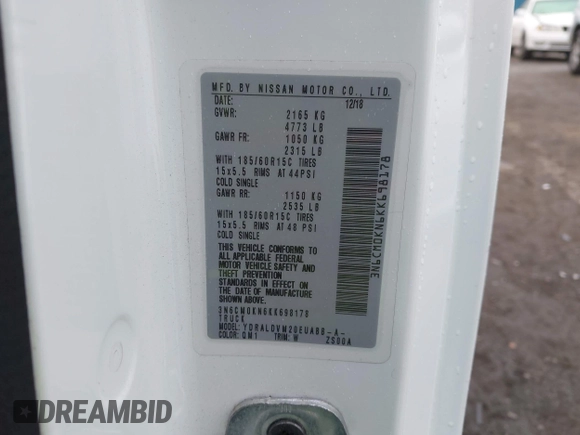 MFD. BY NISSAN MOTOR CO., LTD.
DATE: 12/18
GVWR: 2165 KG
4773 LB
GAWR FR: 1050 KG
2315 LB
WITH 185/60R15C TIRES
15x5.5 RIMS AT 44PSI
COLD SINGLE
GAWR RR: 1150 KG
2535 LB
WITH 185/60R15C TIRES
15x5.5 RIMS AT 48 PSI
COLD SINGLE
THIS VEHICLE CONFORMS TO
ALL APPLICABLE FEDERAL
MOTOR VEHICLE SAFETY AND
THEFT PREVENTION
STANDARDS IN EFFECT ON
THE DATE OF MANUFACTURE
SHOWN ABOVE.
3N6CM0KN6KK698178
TRUCK
MODEL: YDRALDVM20EUABB-A-
COLOR: QM1 TRIM: W ZS00A
3N6CM0KN6KK698178
DREAMBID